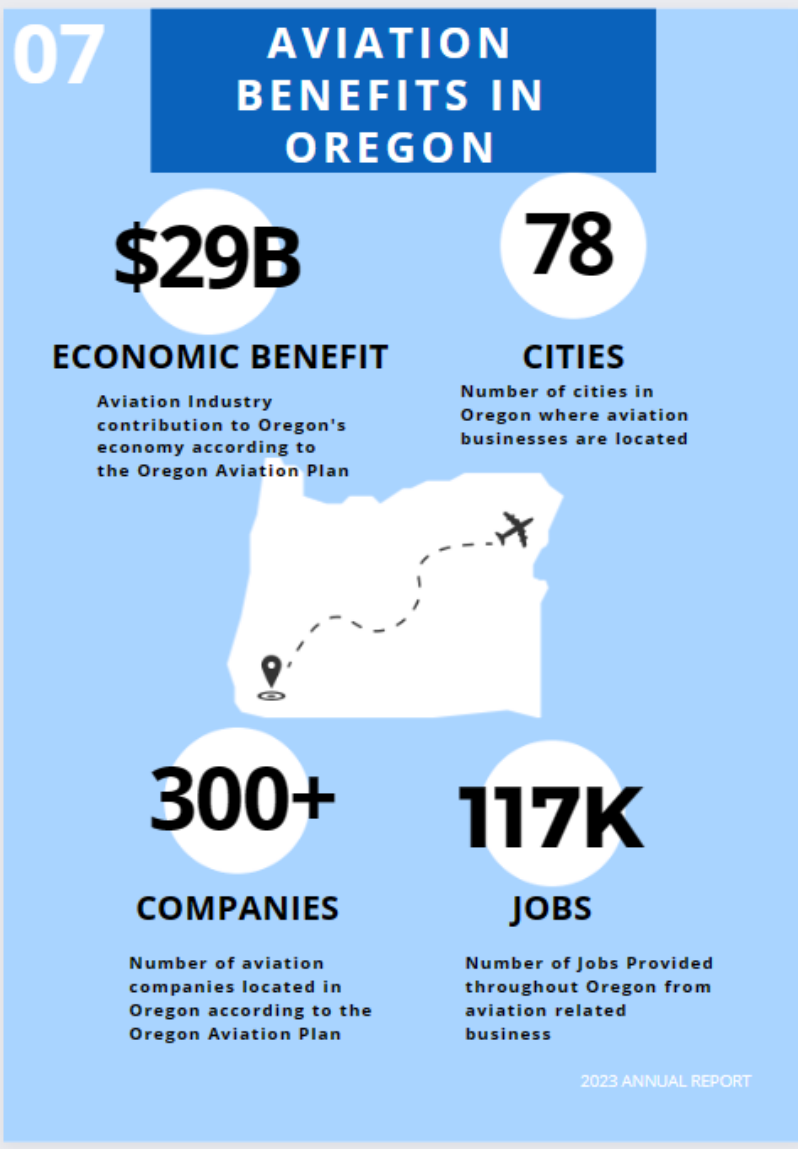 07
AVIATION
BENEFITS IN
OREGON
$29B
ECONOMIC BENEFIT
Aviation Industry
contribution to Oregon's
economy according to
the Oregon Aviation Plan
78
CITIES
Number of cities in
Oregon where aviation
businesses are located
300+
COMPANIES
Number of aviation
companies located in
Oregon according to the
Oregon Aviation Plan
117K
JOBS
Number of Jobs Provided
throughout Oregon from
aviation related
business
2023 ANNUAL REPORT